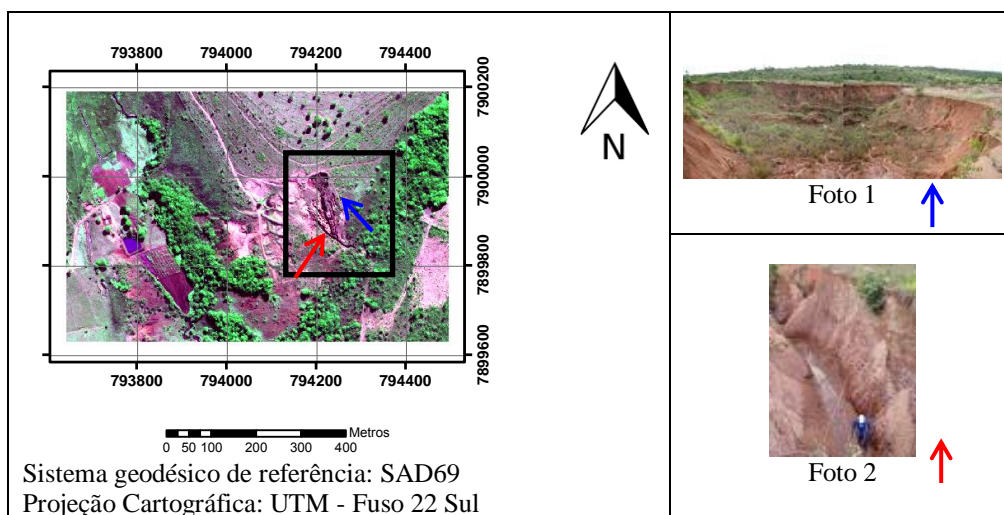 793800 794000 794200 794400
7900200
7900000
7899800
7899600
793800 794000 794200 794400
N
Metros
0 50 100 200 300 400
Sistema geodésico de referência: SAD69
Projeção Cartográfica: UTM - Fuso 22 Sul
Foto 1
Foto 2